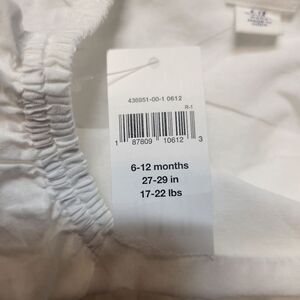 436951-00-1 0612
R-1
1 87809 10612 3
6-12 months
27-29 in
17-22 lbs